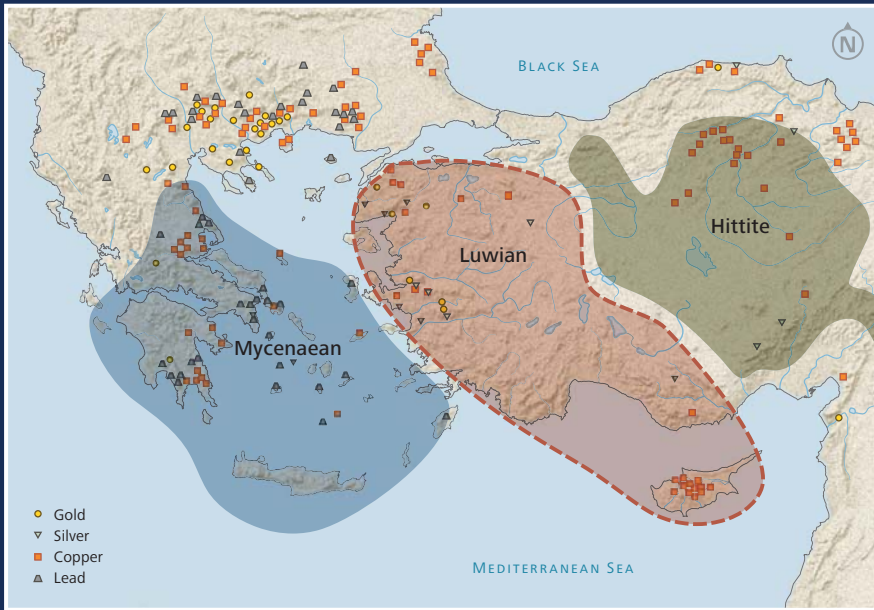 BLACK SEA
N
Hittite
Luwian
Mycenaean
Gold
Silver
Copper
Lead
MEDITERRANEAN SEA